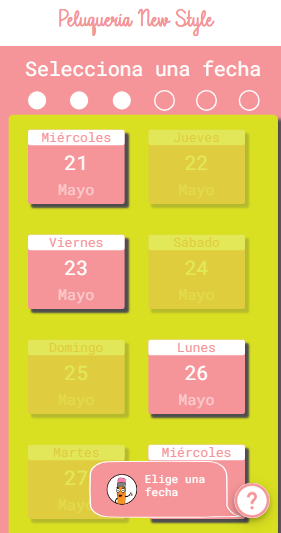 Peluqueria New Style
Selecciona una fecha
Miércoles
21
Mayo
Jueves
22
Mayo
Viernes
23
Mayo
Sábado
24
Mayo
Domingo
25
Mayo
Lunes
26
Mayo
Martes
27
Mayo
Miércoles
Elige una
fecha
?